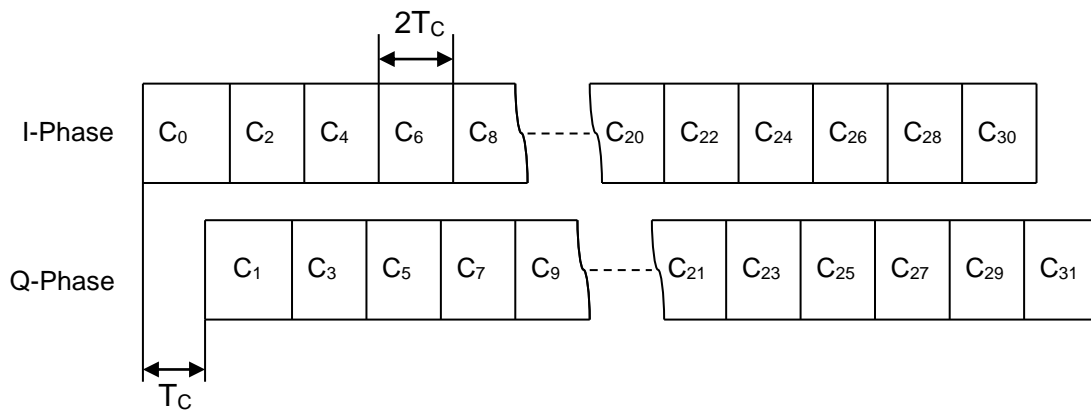 2T_C
I-Phase C_0 C_2 C_4 C_6 C_8 C_20 C_22 C_24 C_26 C_28 C_30
Q-Phase C_1 C_3 C_5 C_7 C_9 C_21 C_23 C_25 C_27 C_29 C_31
T_C